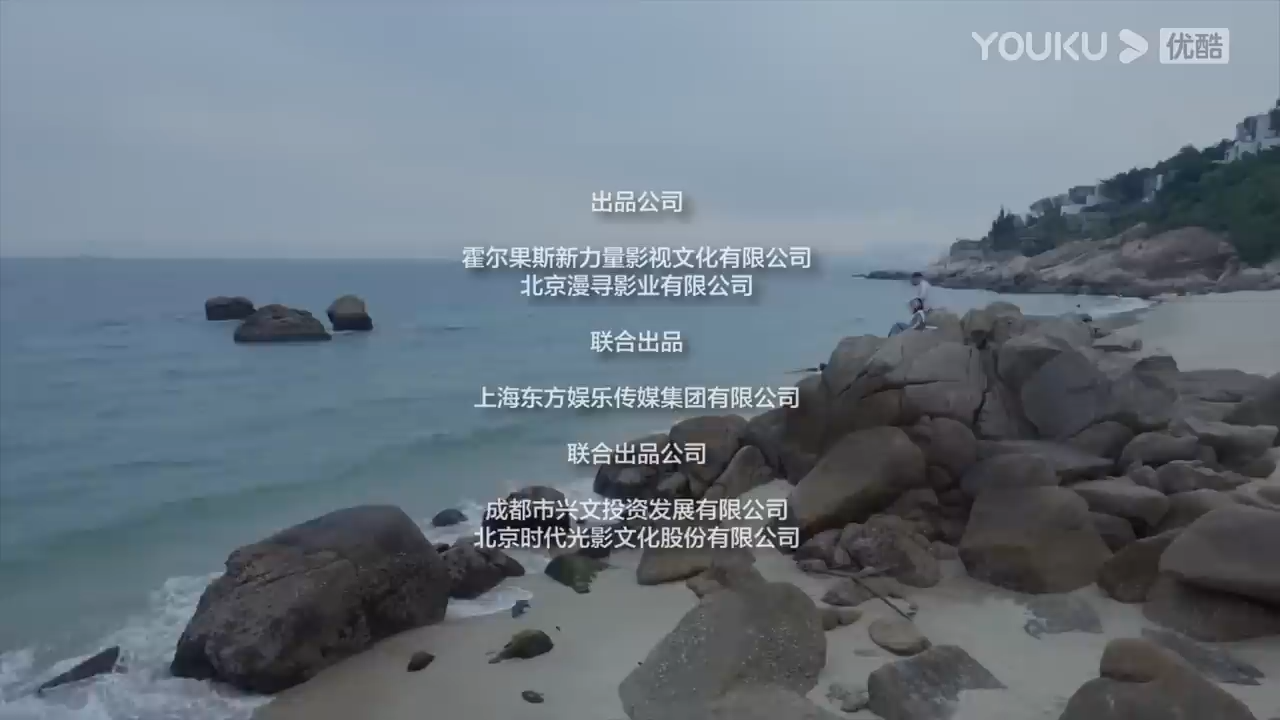 YOUKU 优酷
出品公司
霍尔果斯新力量影视文化有限公司
北京漫寻影业有限公司
联合出品
上海东方娱乐传媒集团有限公司
联合出品公司
成都市兴文投资发展有限公司
北京时代光影文化股份有限公司